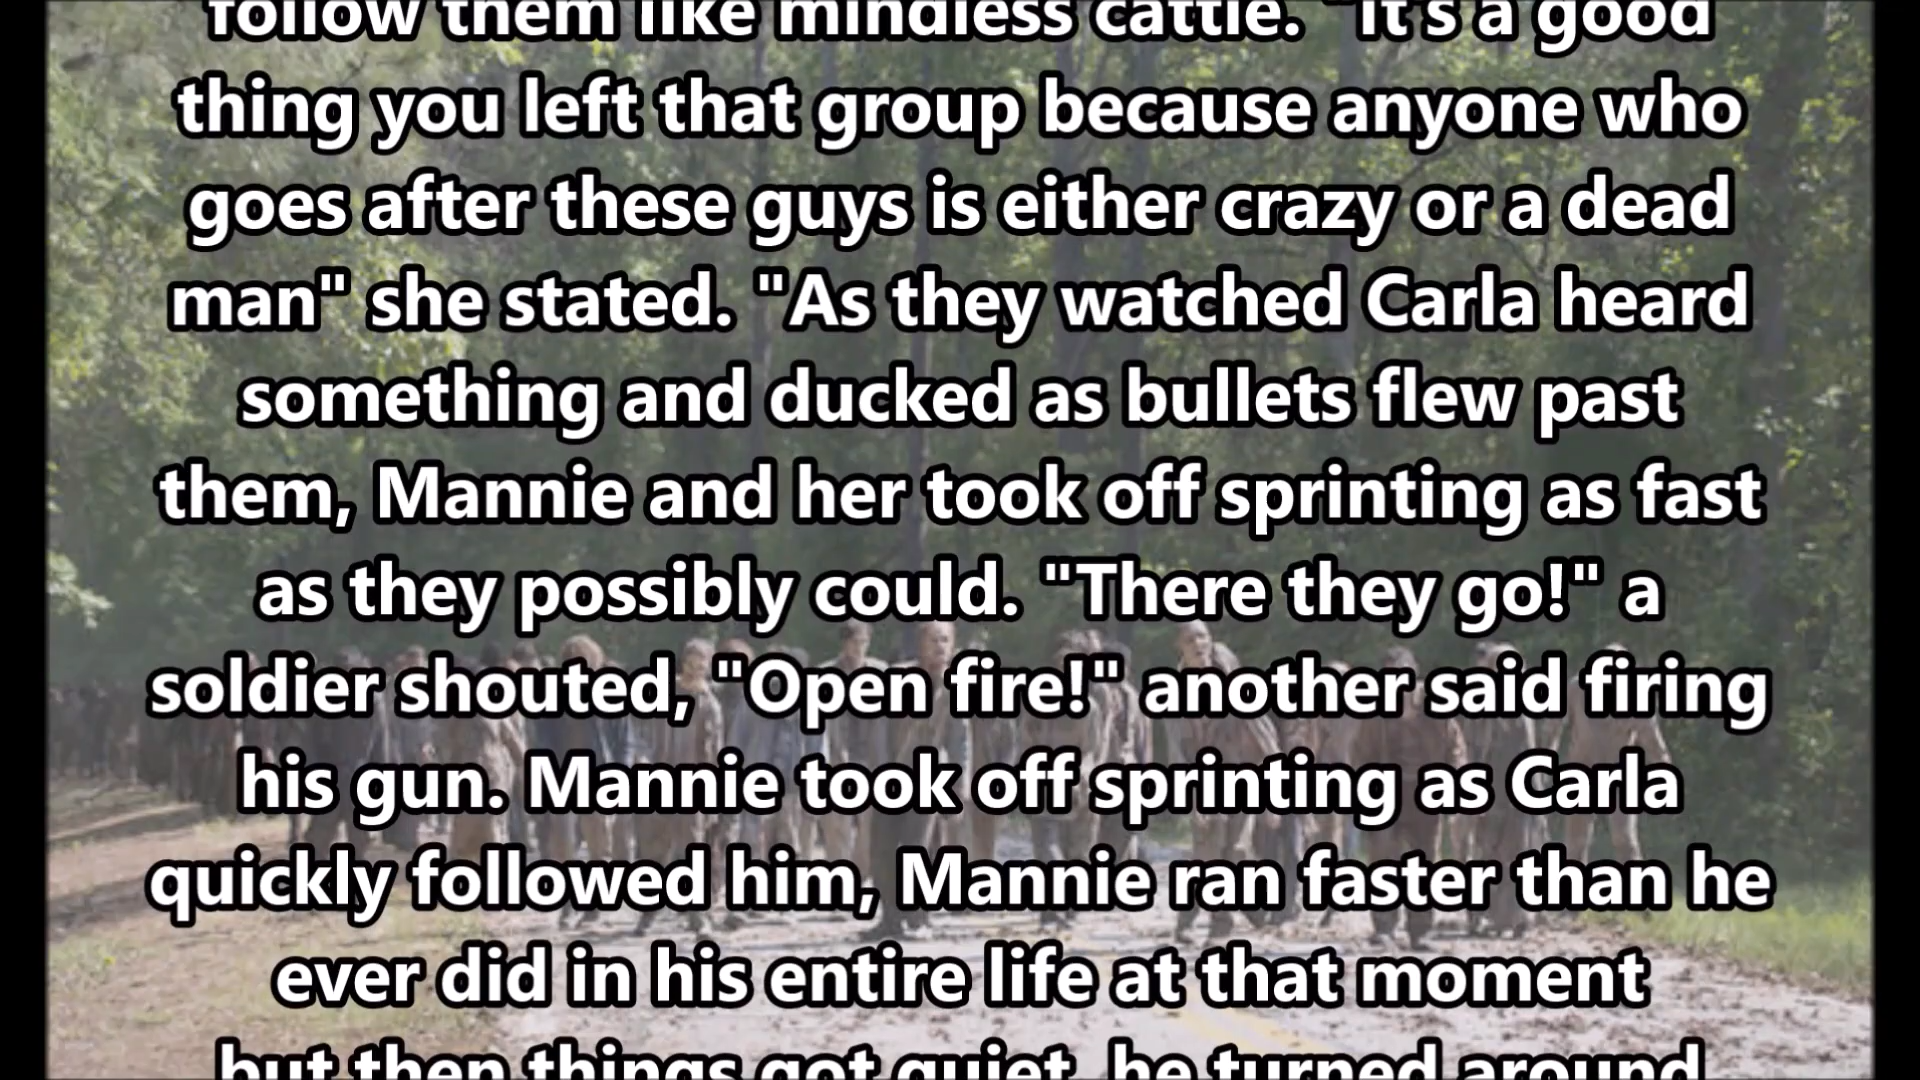 follow them like mindless cattle. "It's a good
thing you left that group because anyone who
goes after these guys is either crazy or a dead
man" she stated. "As they watched Carla heard
something and ducked as bullets flew past
them, Mannie and her took off sprinting as fast
as they possibly could. "There they go!" a
soldier shouted, "Open fire!" another said firing
his gun. Mannie took off sprinting as Carla
quickly followed him, Mannie ran faster than he
ever did in his entire life at that moment
but then things got quiet, he turned around